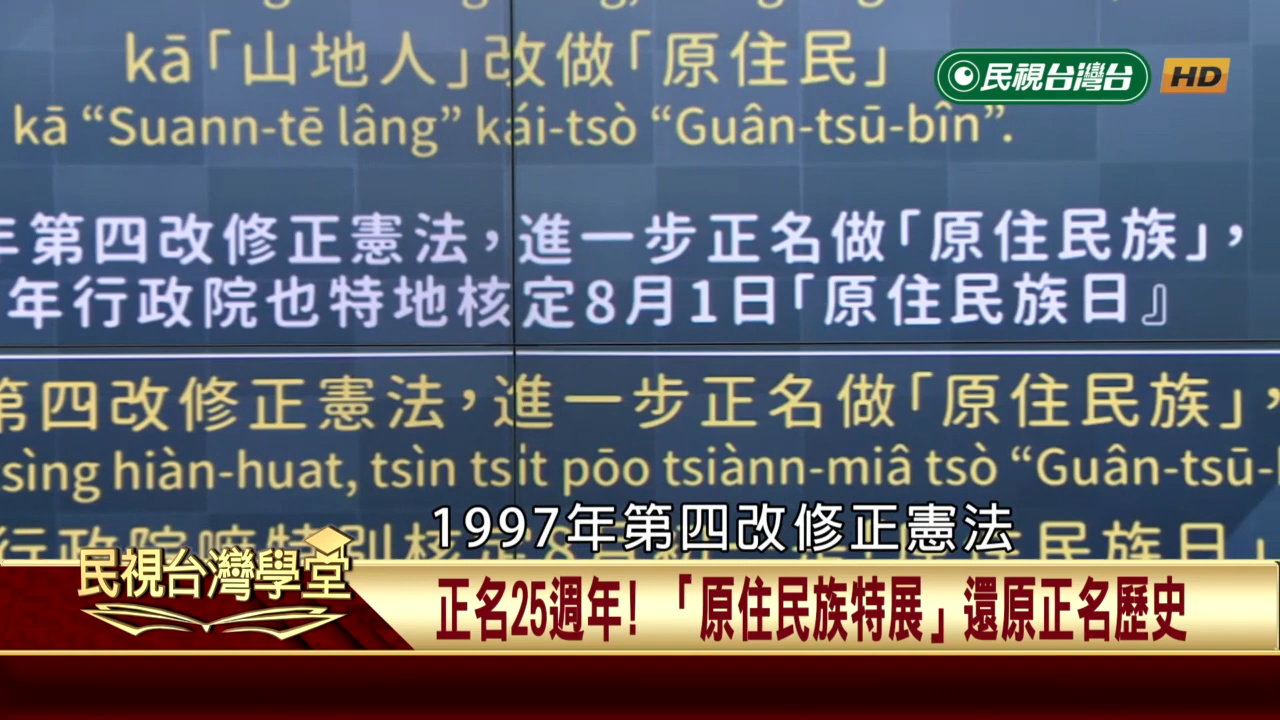 kā「山地人」改做「原住民」
kā “Suann-tē lâng” kái-tsò “Guân-tsū-bîn”.
民視台灣台 HD
年第四改修正憲法，進一步正名做「原住民族」，
年行政院也特地核定8月1日「原住民族日』
第四改修正憲法，進一步正名做「原住民族」，
sìng hiàn-huat, tsìn tsi̍t pōo tsiànn-miâ tsò “Guân-tsū-
1997年第四改修正憲法
民視台灣學堂
正名25週年！「原住民族特展」還原正名歷史